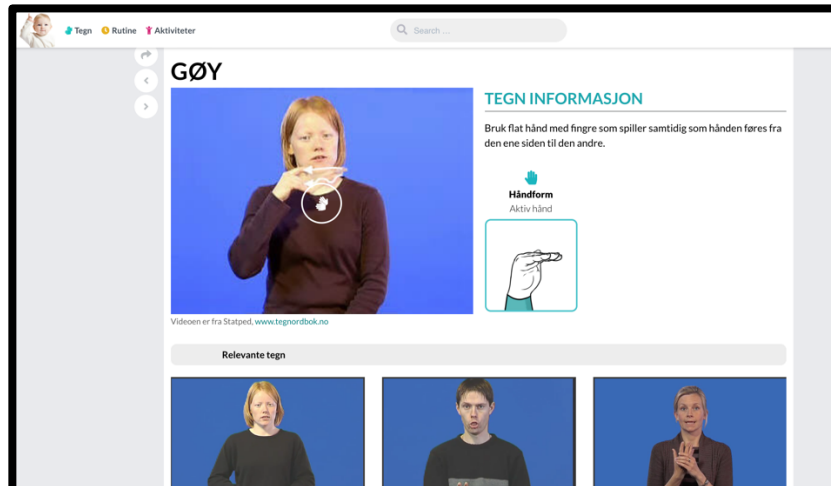 Tegn Rutine Aktiviteter
Search ...
GØY
TEGN INFORMASJON
Bruk flat hånd med fingre som spiller samtidig som hånden føres fra
den ene siden til den andre.
Håndform
Aktiv hånd
Videoen er fra Statped, www.tegnordbok.no
Relevante tegn